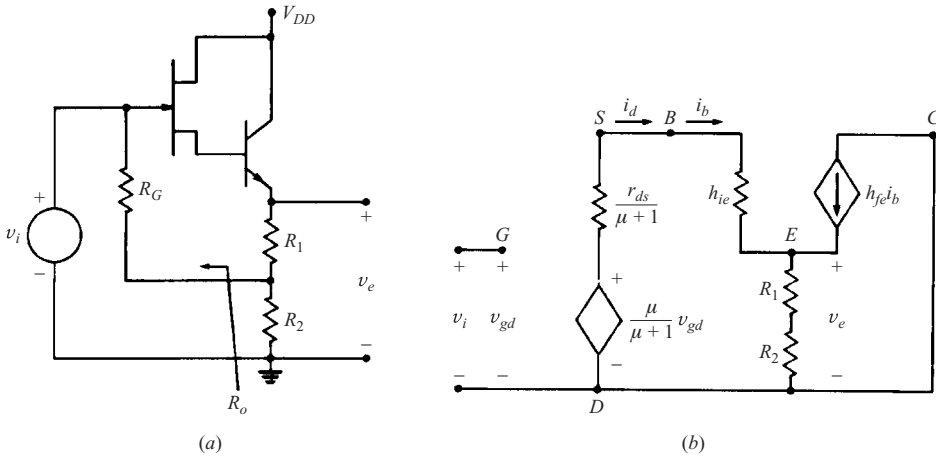 V_DD
R_G
v_i
+
−
R_1
R_2
+
v_e
−
R_o
(a)
S
i_d
B
i_b
C
r_ds
μ + 1
h_ie
h_fe i_b
E
G
+
v_i
−
+
v_gd
−
+
μ
μ + 1
v_gd
−
R_1
R_2
+
v_e
−
D
(b)